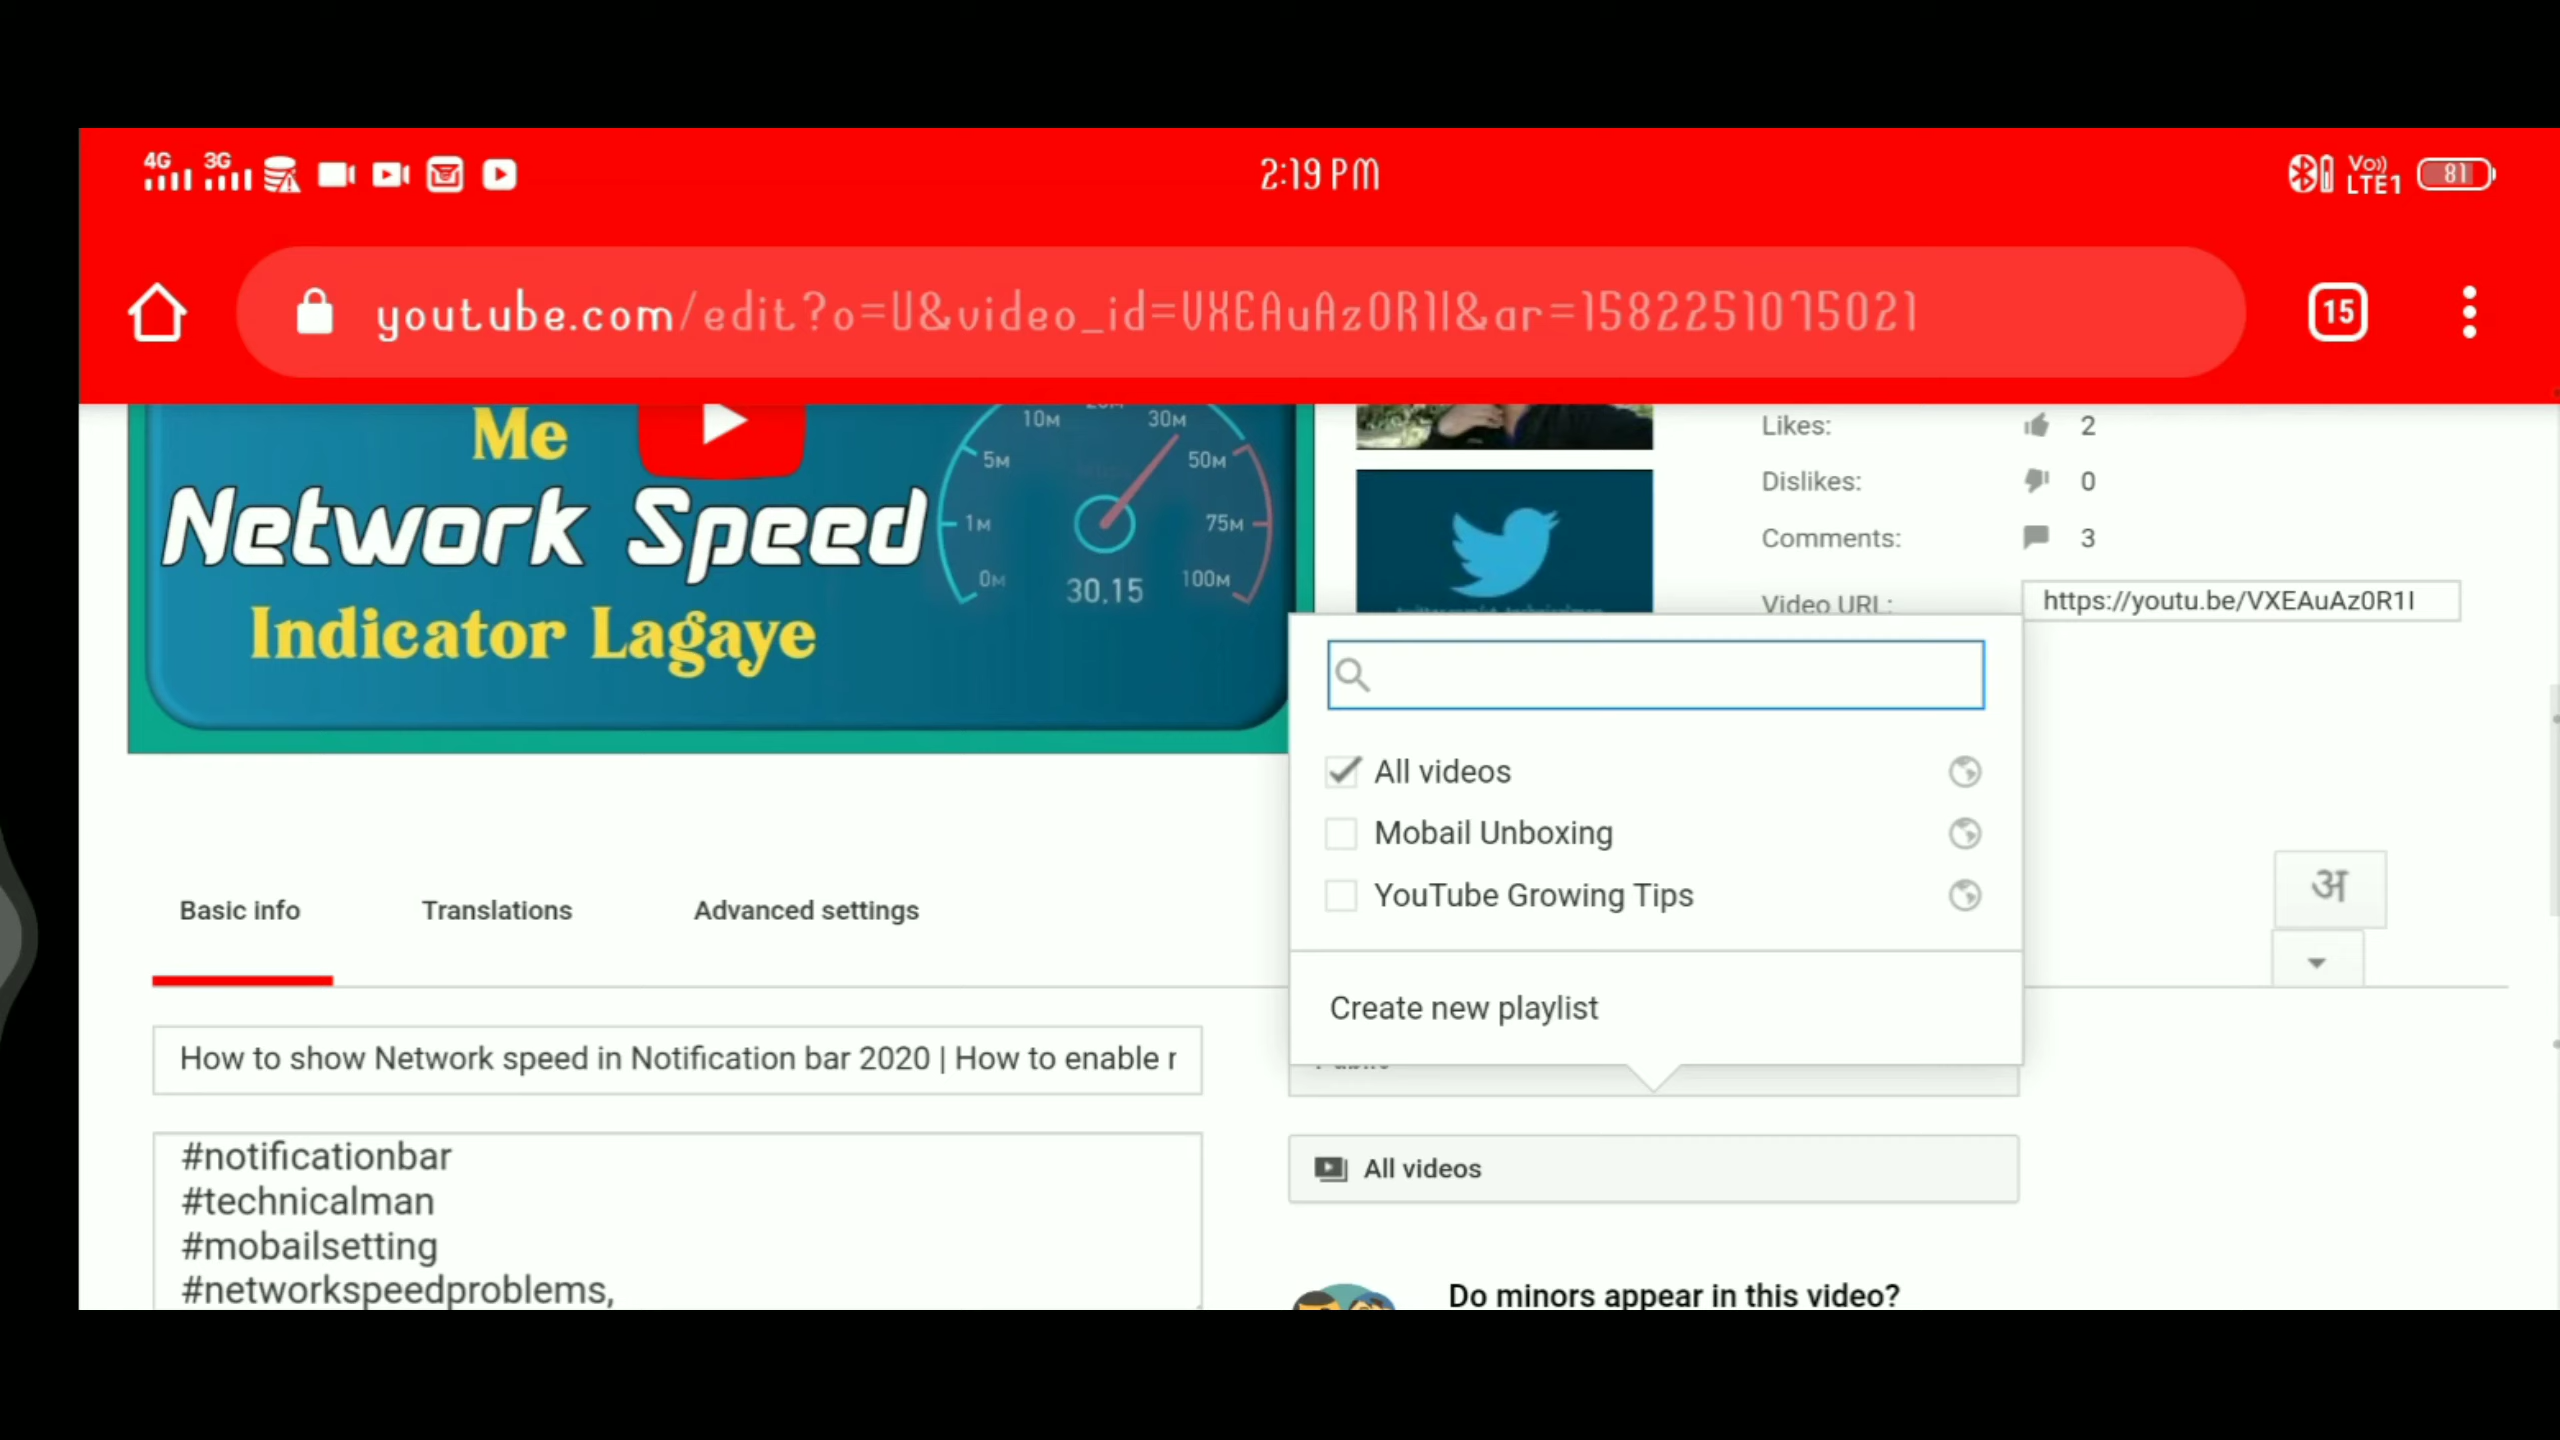 4G 3G
2:19 PM
Vo))
LTE1
81
youtube.com/edit?o=U&video_id=VXEAuAz0R1I&ar=1582251075021
15
Me
Network Speed
Indicator Lagaye
10M
30M
5M
50M
1M
75M
0M
100M
30.15
Likes: 2
Dislikes: 0
Comments: 3
Video URL: https://youtu.be/VXEAuAz0R1I
All videos
Mobail Unboxing
YouTube Growing Tips
Create new playlist
अ
Basic info Translations Advanced settings
How to show Network speed in Notification bar 2020 | How to enable r
#notificationbar
#technicalman
#mobailsetting
#networkspeedproblems,
All videos
Do minors appear in this video?